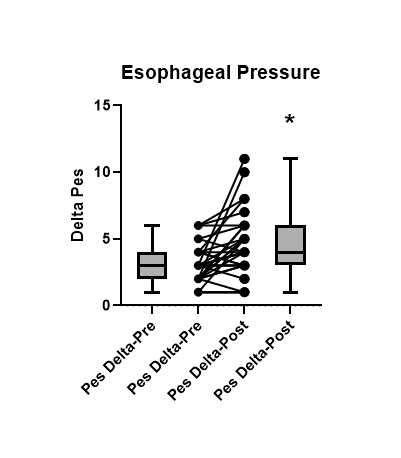 Esophageal Pressure
*
15
10
5
0
Delta Pes
Pes Delta-Pre
Pes Delta-Pre
Pes Delta-Post
Pes Delta-Post